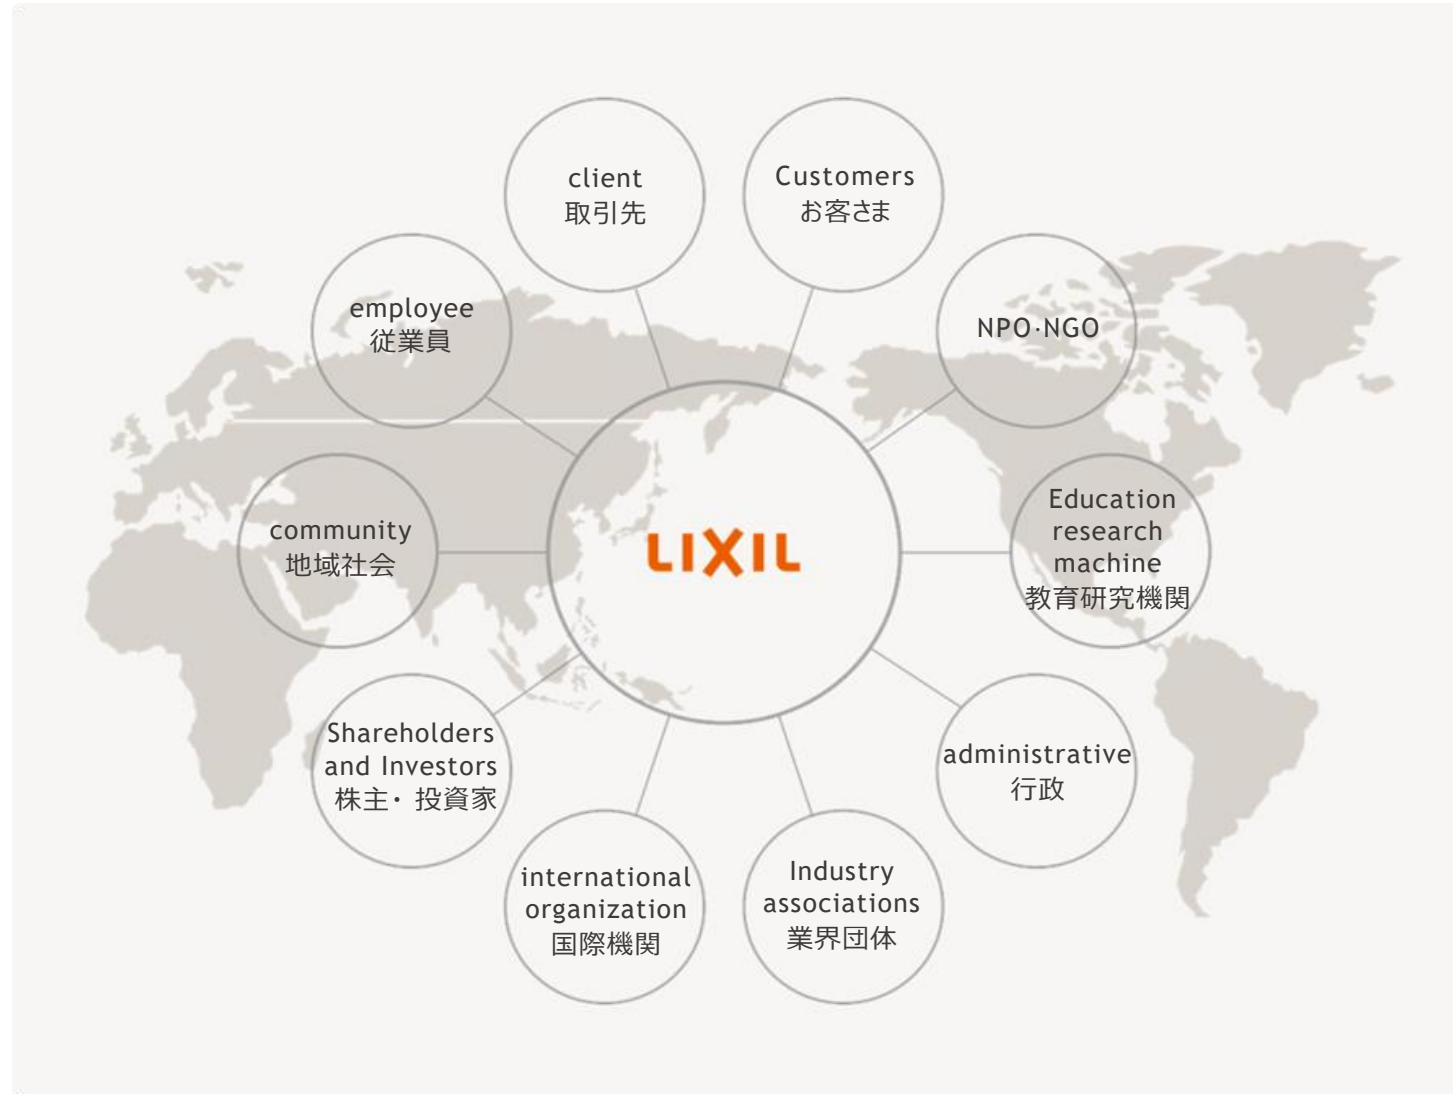 client
取引先
Customers
お客さま
employee
従業員
NPO·NGO
community
地域社会
LIXIL
Education
research
machine
教育研究機関
Shareholders
and Investors
株主・投資家
administrative
行政
international
organization
国際機関
Industry
associations
業界団体